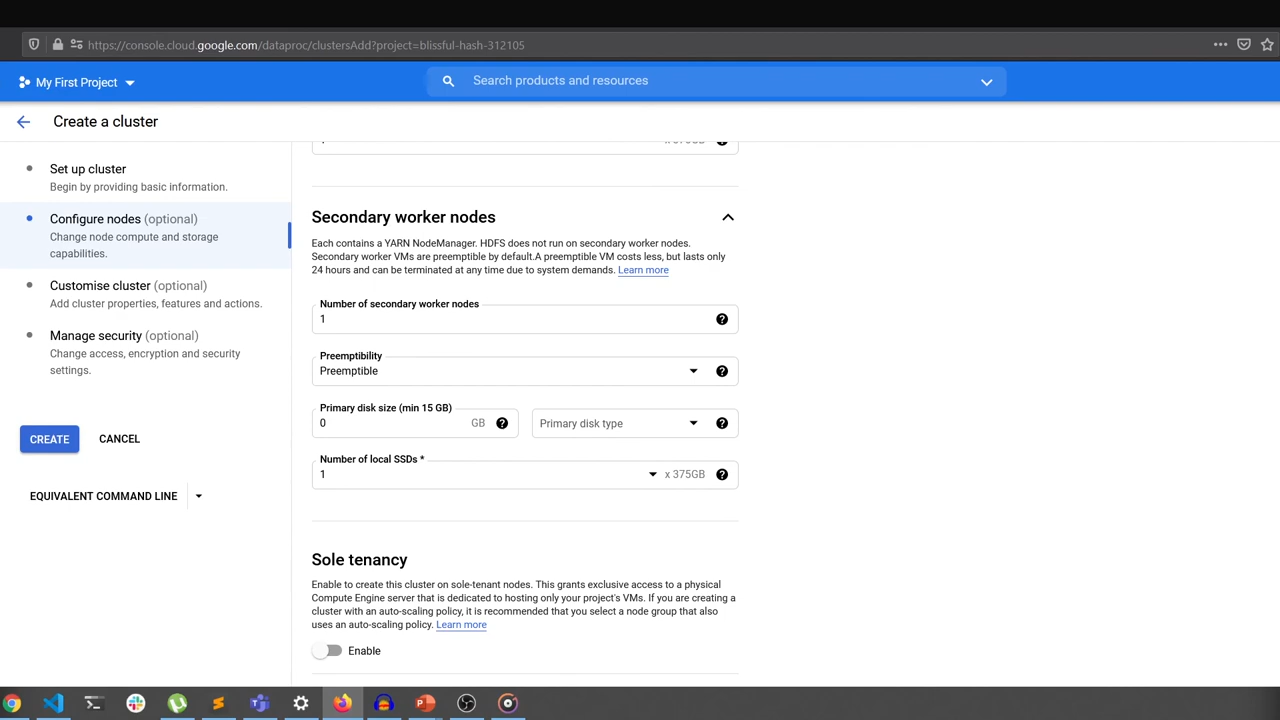 https://console.cloud.google.com/dataproc/clustersAdd?project=blissful-hash-312105
My First Project
Search products and resources
Create a cluster
Set up cluster
Begin by providing basic information.
Configure nodes (optional)
Change node compute and storage
capabilities.
Customise cluster (optional)
Add cluster properties, features and actions.
Manage security (optional)
Change access, encryption and security
settings.
CREATE
CANCEL
EQUIVALENT COMMAND LINE
Secondary worker nodes
Each contains a YARN NodeManager. HDFS does not run on secondary worker nodes.
Secondary worker VMs are preemptible by default.A preemptible VM costs less, but lasts only
24 hours and can be terminated at any time due to system demands. Learn more
Number of secondary worker nodes
1
Preemptibility
Preemptible
Primary disk size (min 15 GB)
0 GB
Primary disk type
Number of local SSDs *
1 x 375GB
Sole tenancy
Enable to create this cluster on sole-tenant nodes. This grants exclusive access to a physical
Compute Engine server that is dedicated to hosting only your project's VMs. If you are creating a
cluster with an auto-scaling policy, it is recommended that you select a node group that also
uses an auto-scaling policy. Learn more
Enable